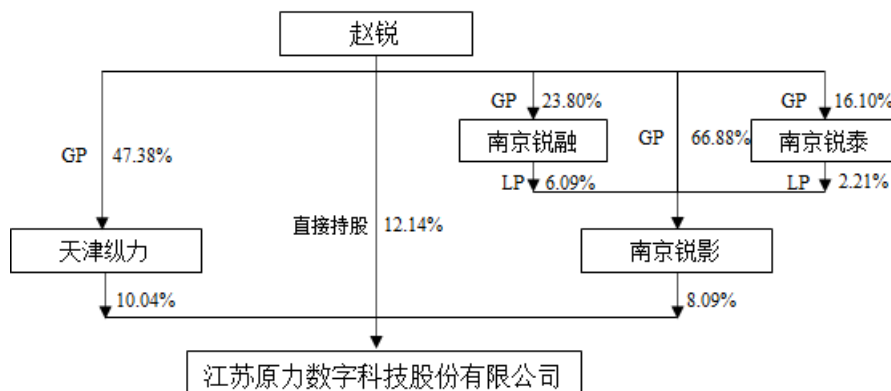 赵锐
GP 23.80%
GP 16.10%
南京锐融
南京锐泰
GP 47.38%
GP 66.88%
LP 6.09%
LP 2.21%
直接持股 12.14%
天津纵力
南京锐影
10.04%
8.09%
江苏原力数字科技股份有限公司